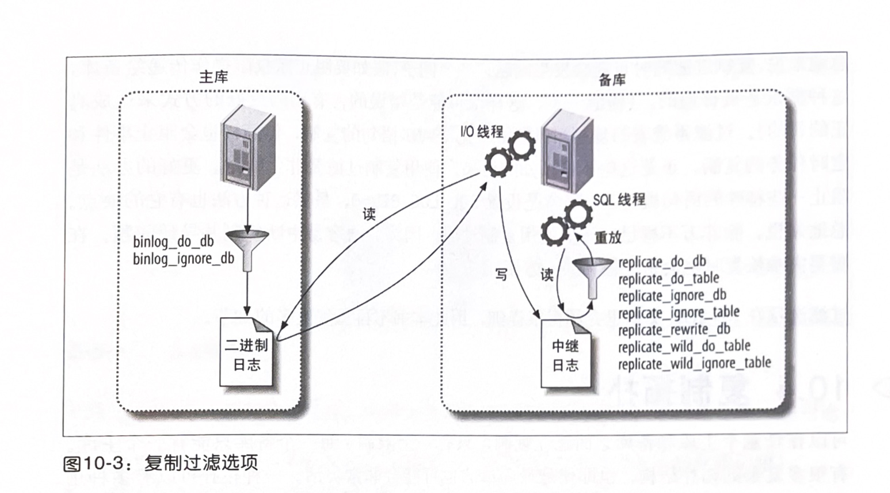 主库
备库
I/O 线程
SQL 线程
读
重放
binlog_do_db
binlog_ignore_db
写
读
replicate_do_db
replicate_do_table
replicate_ignore_db
replicate_ignore_table
replicate_rewrite_db
replicate_wild_do_table
replicate_wild_ignore_table
二进制
日志
中继
日志
图10-3：复制过滤选项